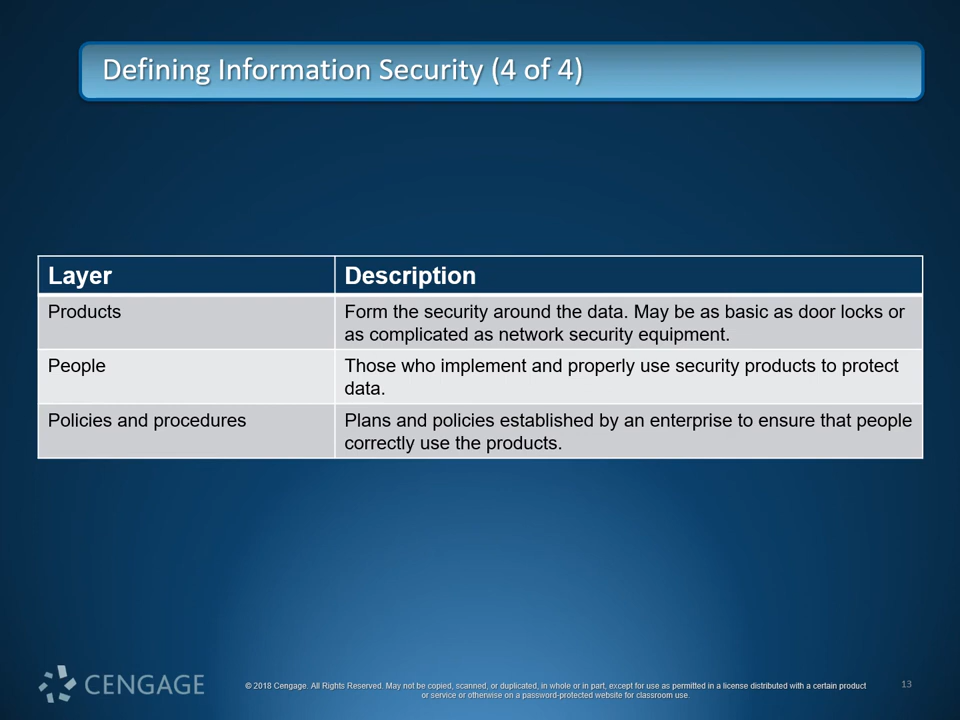 Defining Information Security (4 of 4)
Layer Description
Products Form the security around the data. May be as basic as door locks or
as complicated as network security equipment.
People Those who implement and properly use security products to protect
data.
Policies and procedures Plans and policies established by an enterprise to ensure that people
correctly use the products.
CENGAGE
© 2018 Cengage. All Rights Reserved. May not be copied, scanned, or duplicated, in whole or in part, except for use as permitted in a license distributed with a certain product
or service or otherwise on a password-protected website for classroom use.
13